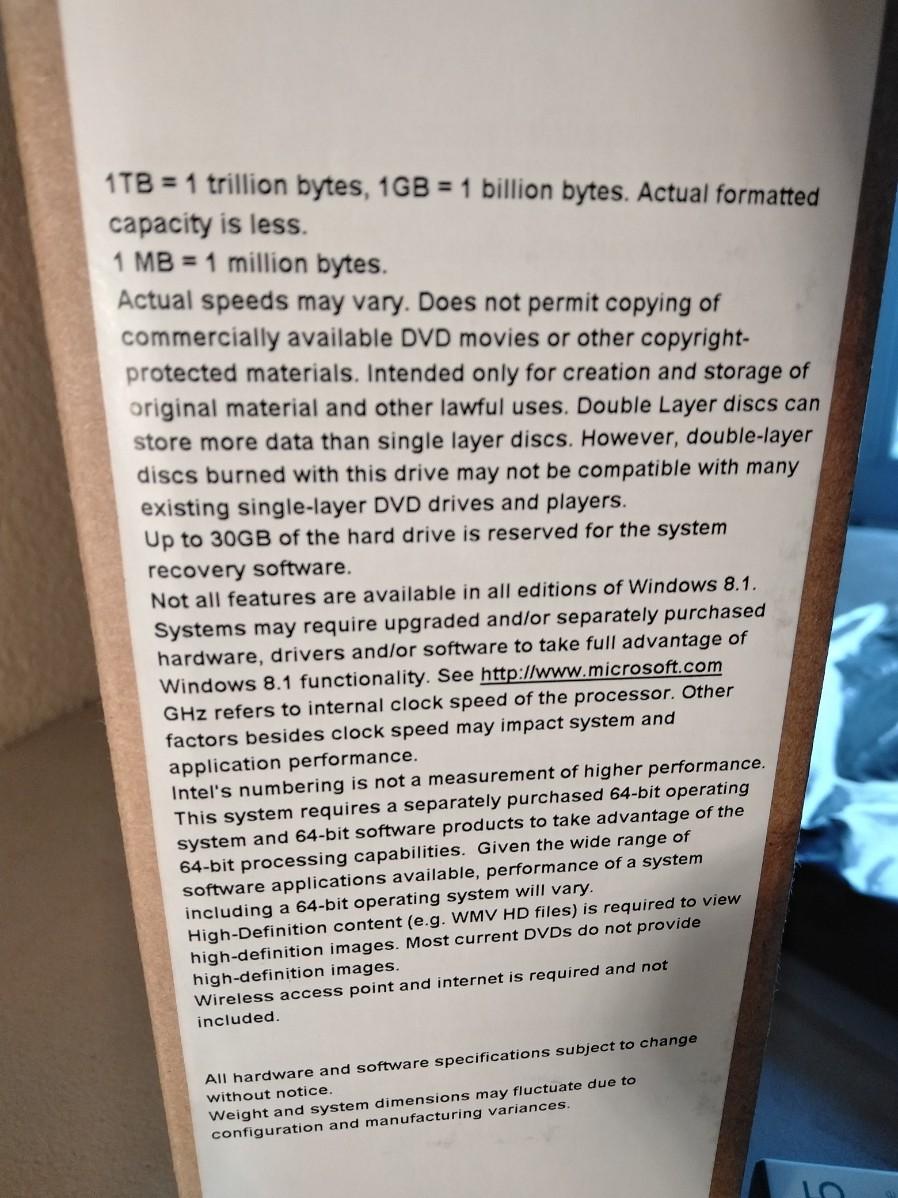 1TB = 1 trillion bytes, 1GB = 1 billion bytes. Actual formatted
capacity is less.
1 MB = 1 million bytes.
Actual speeds may vary. Does not permit copying of
commercially available DVD movies or other copyright-
protected materials. Intended only for creation and storage of
original material and other lawful uses. Double Layer discs can
store more data than single layer discs. However, double-layer
discs burned with this drive may not be compatible with many
existing single-layer DVD drives and players.
Up to 30GB of the hard drive is reserved for the system
recovery software.
Not all features are available in all editions of Windows 8.1.
Systems may require upgraded and/or separately purchased
hardware, drivers and/or software to take full advantage of
Windows 8.1 functionality. See http://www.microsoft.com
GHz refers to internal clock speed of the processor. Other
factors besides clock speed may impact system and
application performance.
Intel's numbering is not a measurement of higher performance.
This system requires a separately purchased 64-bit operating
system and 64-bit software products to take advantage of the
64-bit processing capabilities. Given the wide range of
software applications available, performance of a system
including a 64-bit operating system will vary.
High-Definition content (e.g. WMV HD files) is required to view
high-definition images. Most current DVDs do not provide
high-definition images.
Wireless access point and internet is required and not
included.
All hardware and software specifications subject to change
without notice.
Weight and system dimensions may fluctuate due to
configuration and manufacturing variances.